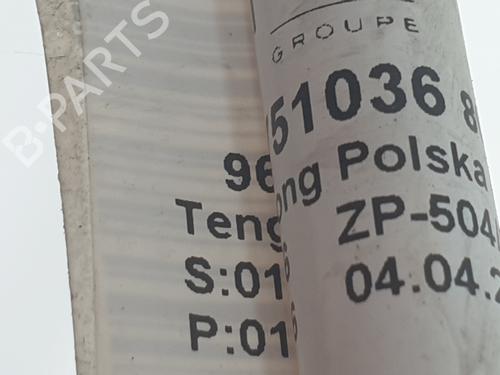 B-PARTS
GROUPE
51036 8
ong Polska
ZP-504
04.04.2
96
Teng
S:01
P:01